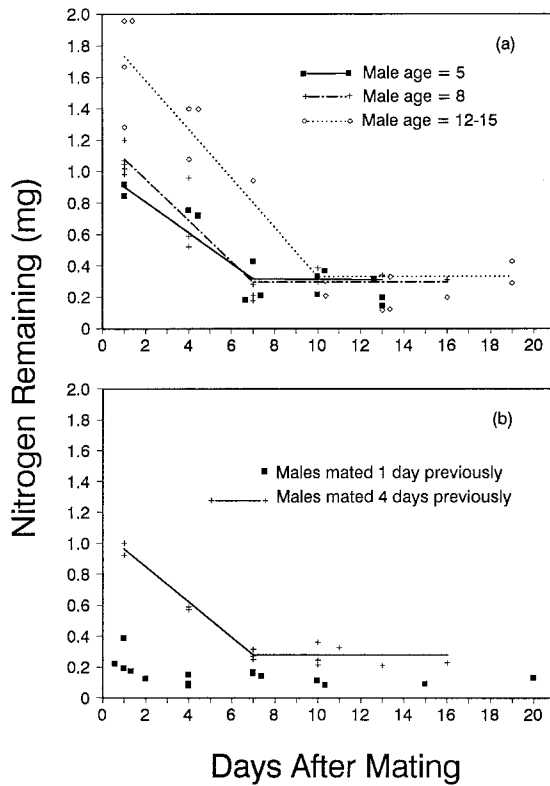 2.0
(a)
1.8
Male age = 5
1.6
Male age = 8
1.4
Male age = 12-15
1.2
1.0
0.8
0.6
0.4
0.2
0
0 2 4 6 8 10 12 14 16 18 20
Nitrogen Remaining (mg)
2.0
1.8
(b)
1.6
1.4
Males mated 1 day previously
1.2
Males mated 4 days previously
1.0
0.8
0.6
0.4
0.2
0
0 2 4 6 8 10 12 14 16 18 20
Days After Mating